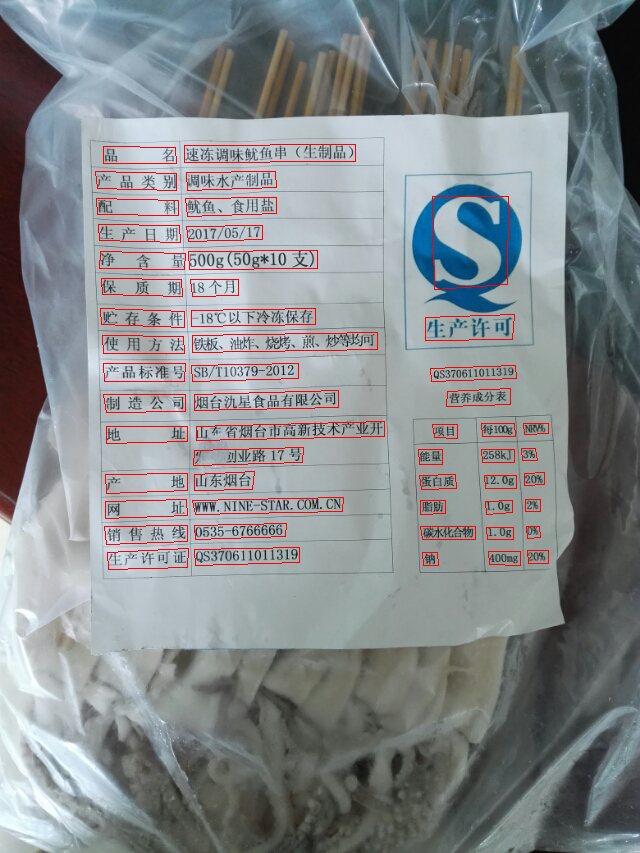 品名 速冻调味鱿鱼串（生制品）
产品类别 调味水产制品
配料 鱿鱼、食用盐
生产日期 2017/05/17
净含量 500g(50g*10支)
保质期 18个月
贮存条件 -18℃以下冷冻保存
使用方法 铁板、油炸、烧烤、煎、炒等均可
产品标准号 SB/T10379-2012
制造公司 烟台氿星食品有限公司
地址 山东省烟台市高新技术产业开
创业路17号
产地 山东烟台
网址 WWW.NINE-STAR.COM.CN
销售热线 0535-6766666
生产许可证 QS370611011319
S
生产许可
QS370611011319
营养成分表
项目 每100g NRV%
能量 258kJ 3%
蛋白质 12.0g 20%
脂肪 1.0g 2%
碳水化合物 1.0g 0%
钠 400mg 20%